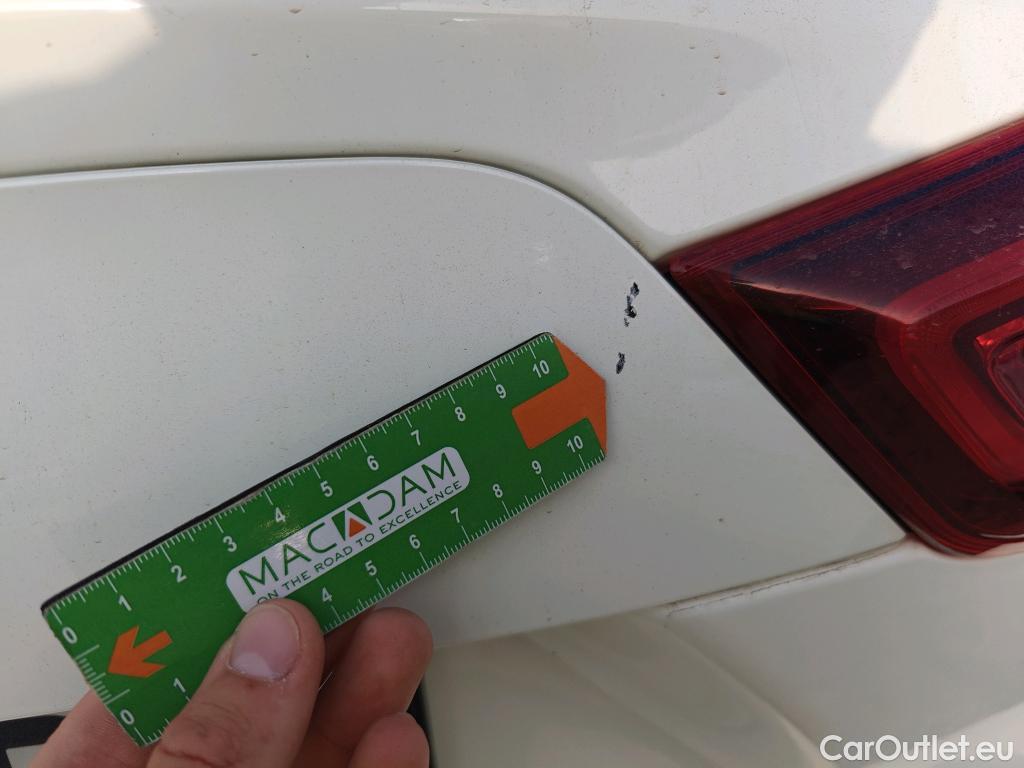 0 1 2 3 4 5 6 7 8 9 10
MACADAM
ON THE ROAD TO EXCELLENCE
0 1 4 5 6 7 8 9 10
CarOutlet.eu